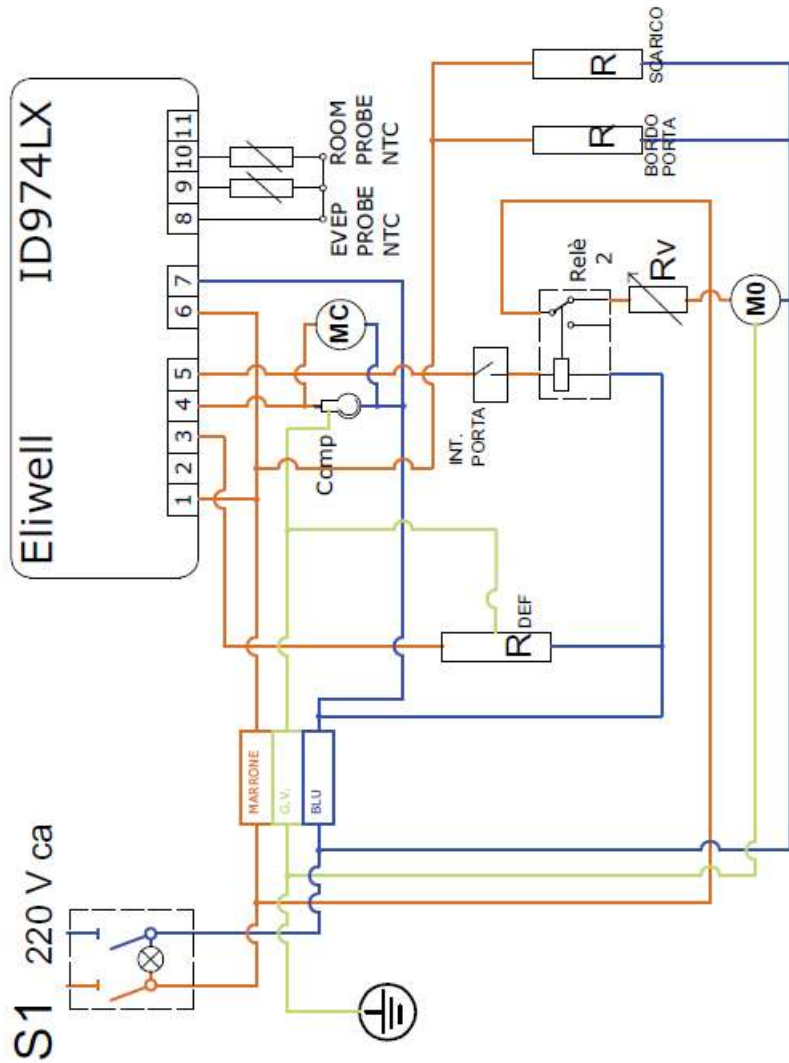 S1
220 V ca
Eliwell
ID974LX
1
2
3
4
5
6
7
8
9
10
11
EVEP
PROBE
NTC
ROOM
PROBE
NTC
MC
Comp
INT.
PORTA
Relè
2
Rv
M0
R
BORDO
PORTA
R
SCARICO
R
DEF
MARRONE
G.V.
BLU